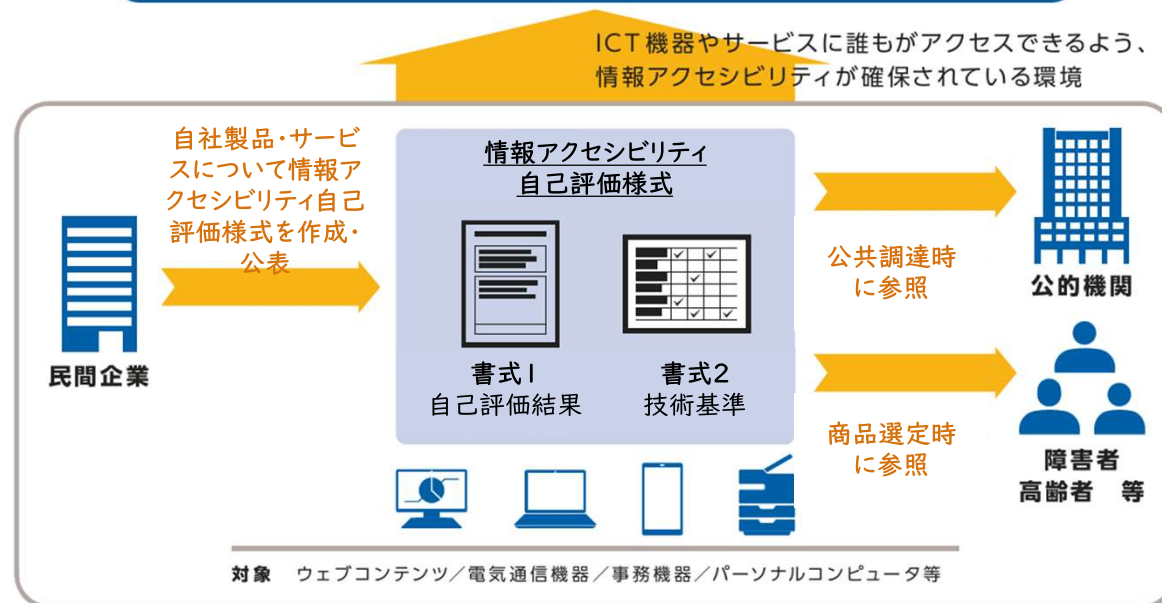 ICT機器やサービスに誰もがアクセスできるよう、
情報アクセシビリティが確保されている環境
自社製品・サービ
スについて情報ア
クセシビリティ自己
評価様式を作成・
公表
民間企業
情報アクセシビリティ
自己評価様式
書式1
自己評価結果
書式2
技術基準
公共調達時
に参照
公的機関
商品選定時
に参照
障害者
高齢者 等
対象 ウェブコンテンツ／電気通信機器／事務機器／パーソナルコンピュータ等